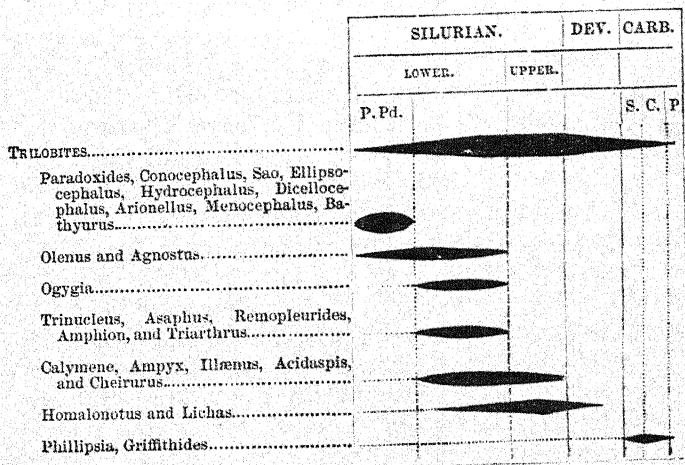 SILURIAN. DEV. CARB.
LOWER. UPPER.
P. Pd. S. C. P
TRILOBITES
Paradoxides, Conocephalus, Sao, Ellipso-
cephalus, Hydrocephalus, Dicelloce-
phalus, Arionellus, Menocephalus, Ba-
thyurus
Olenus and Agnostus
Ogygia
Trinucleus, Asaphus, Remopleurides,
Amphion, and Triarthrus
Calymene, Ampyx, Illænus, Acidaspis,
and Cheirurus
Homalonotus and Lichas
Phillipsia, Griffithides